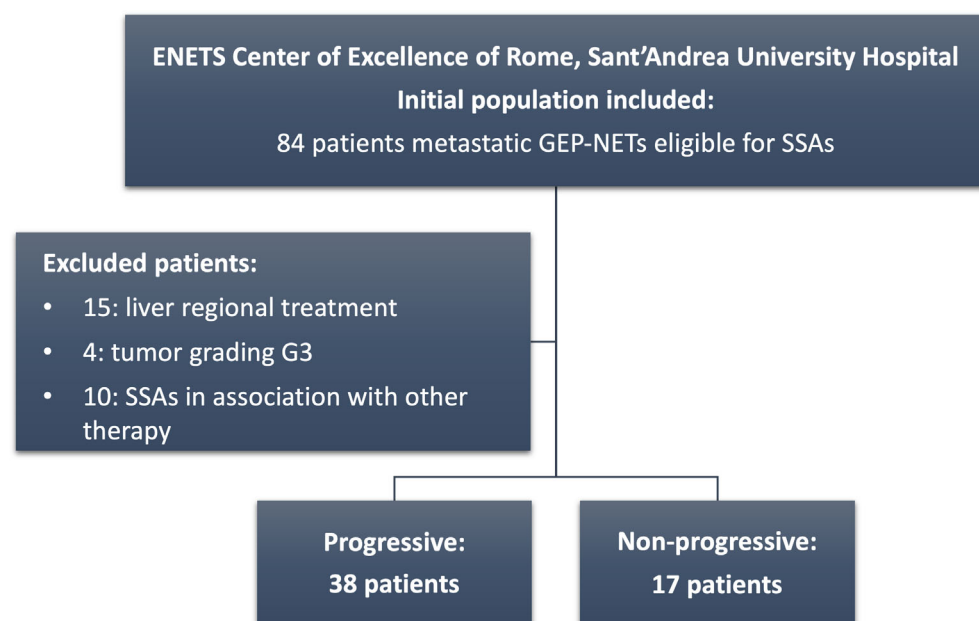 ENETS Center of Excellence of Rome, Sant’Andrea University Hospital
Initial population included:
84 patients metastatic GEP-NETs eligible for SSAs
Excluded patients:
• 15: liver regional treatment
• 4: tumor grading G3
• 10: SSAs in association with other
therapy
Progressive:
38 patients
Non-progressive:
17 patients